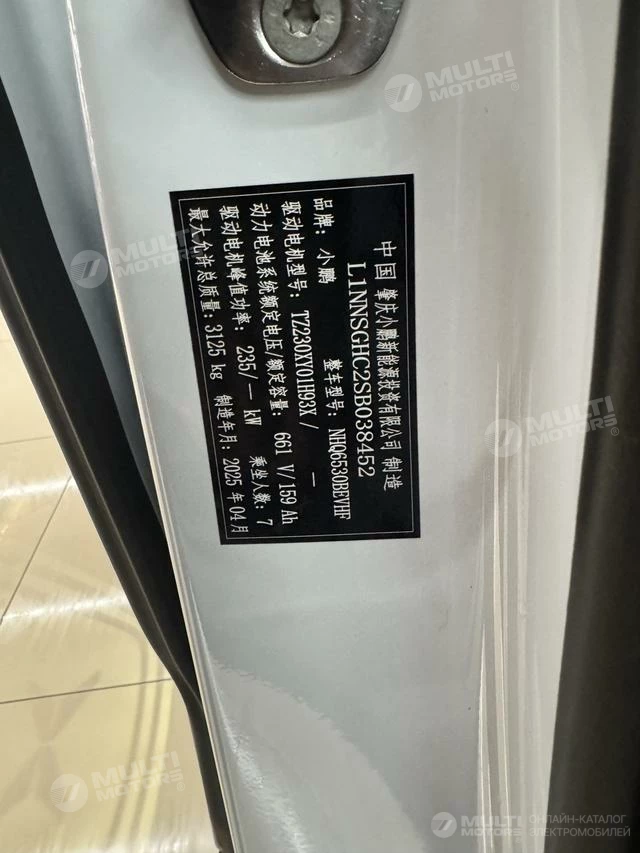 中国 肇庆小鹏新能源投资有限公司 制造
L1NNSGHC2SB038452
品牌: 小鹏 整车型号: NHQ6530BEVHF
驱动电机型号: TZ230XY01H93X / —
动力电池系统额定电压/额定容量: 661 V/159 Ah
驱动电机峰值功率: 235/— kW 乘坐人数: 7
最大允许总质量: 3125 kg 制造年月: 2025 年 04 月
MULTI
MOTORS®
MULTI
MOTORS®
MULTI
MOTORS®
MULTI
MOTORS®
MULTI
MOTORS
ОНЛАЙН-КАТАЛОГ
ЭЛЕКТРОМОБИЛЕЙ